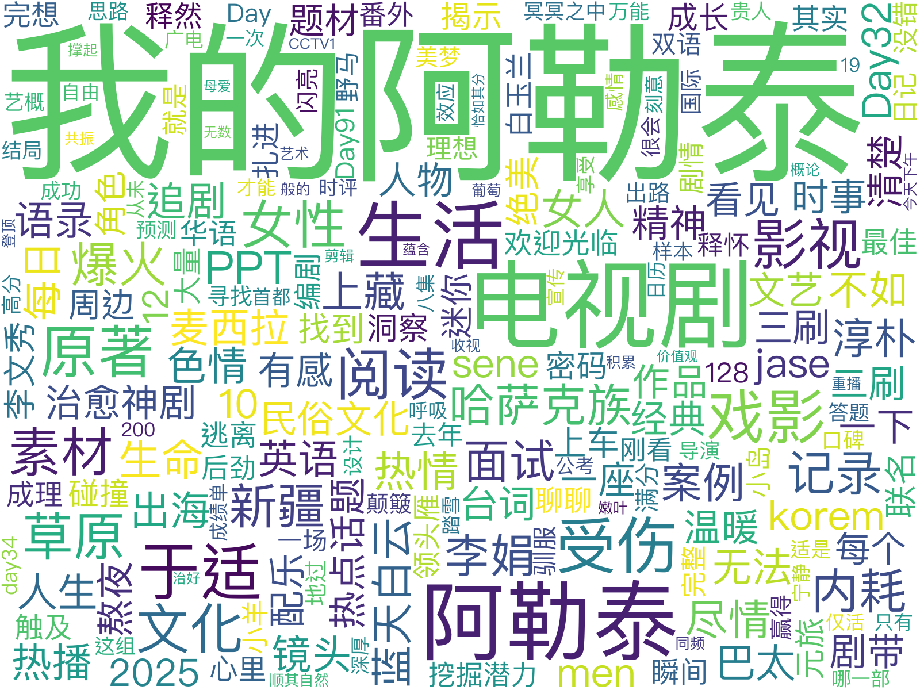 我的阿勒泰
完想
思路
释然
Day
题材
番外
揭示
冥冥之中
万能
成长
贵人
其实
Day32
没错
日记
撑起
广电
一次
CCTV1
美梦
双语
19
艺概
自由
就是
母爱
闪亮
野马
效应
恰如其分
白玉兰
感情
很会
刻意
国际
结局
共振
无数
艺术
Day91
扎进
理想
剧情
清楚
概论
今天下午
成功
角色
从未
追剧
才能
般的
时评
人物
葡萄
绝美
享受
女人
出路
精神
看见
时事
登顶
语录
预测
华语
女性
剪辑
生活
蕴含
欢迎光临
样本
释怀
影视
最佳
高分
每日
爆火
12
大量
PPT
编剧
上藏
八集
迷你
电视剧
宣传
日历
文艺
不如
周边
寻找首都
麦西拉
找到
洞察
收视
三刷
淳朴
李文秀
原著
色情
有感
阅读
sene
密码
积累
价值观
作品
128
jase
重播
二刷
治愈神剧
10
民俗文化
呼吸
哈萨克族
经典
戏影
答题
一下
素材
200
生命
逃离
后劲
英语
设计
热情
去年
公考
面试
上车
刚看
导演
一座
满分
案例
小岛
口碑
记录
联名
成理
碰撞
成绩单
出海
新疆
颠簸
热点话题
踏雪
领头雁
台词
繁华
聊聊
驯服
温暖
korem
day34
草原
于适
治好
一场
配乐
地过
蓝天白云
李娟
受伤
完整
无法
适是
宁静
每个
人生
熬夜
文化
小羊
阿勒泰
同频
尽情
赢得
内耗
仅活
只有
触及
热播
这组
2025
心里
顺其自然
镜头
深厚
挖掘潜力
men
瞬间
巴太
元旅
剧带
哪一部